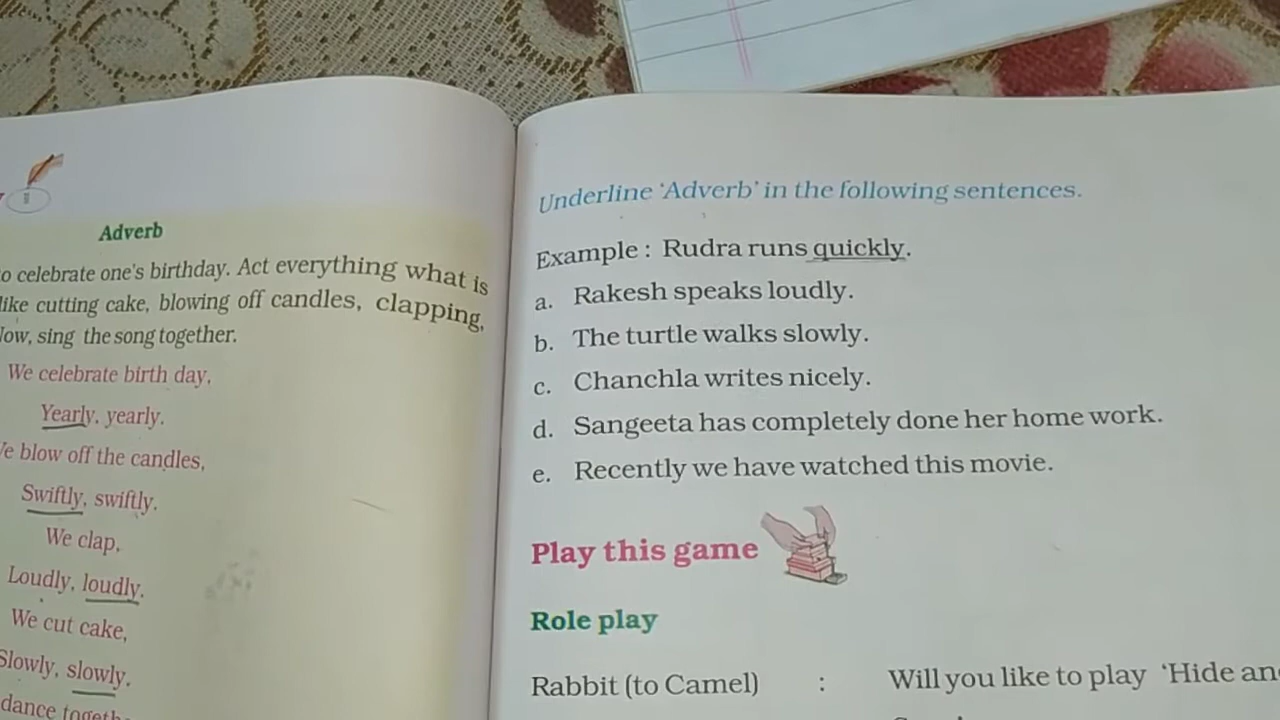 Adverb
o celebrate one's birthday. Act everything what is
like cutting cake, blowing off candles, clapping,
Now, sing the song together.
We celebrate birth day,
Yearly, yearly.
We blow off the candles,
Swiftly, swiftly.
We clap,
Loudly, loudly.
We cut cake,
Slowly, slowly.
dance
Underline 'Adverb' in the following sentences.
Example : Rudra runs quickly.
a. Rakesh speaks loudly.
b. The turtle walks slowly.
c. Chanchla writes nicely.
d. Sangeeta has completely done her home work.
e. Recently we have watched this movie.
Play this game
Role play
Rabbit (to Camel) : Will you like to play 'Hide an